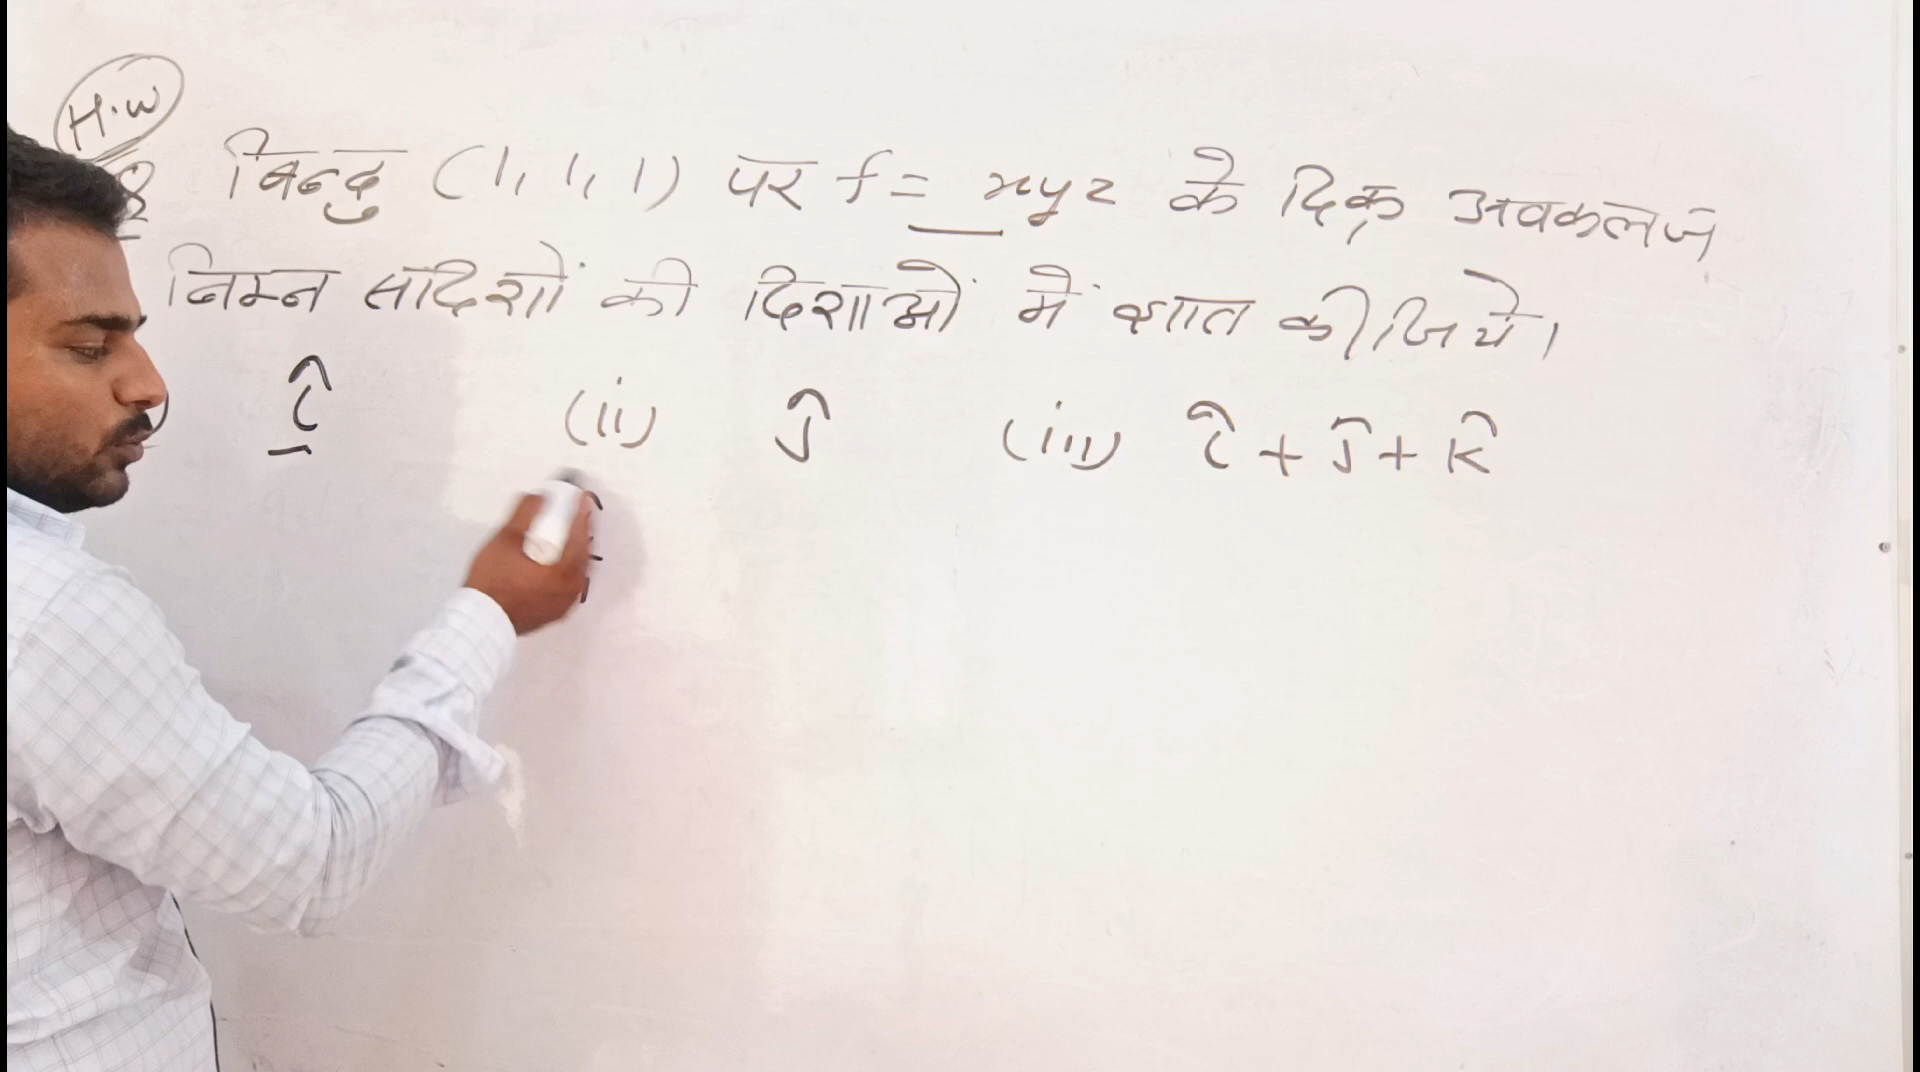 H.W
बिन्दु (1, 1, 1) पर f = xyz के दिक् अवकलज
निम्न सदिशों की दिशाओं में ज्ञात कीजिये।
î (ii) ĵ (iii) î + ĵ + k̂